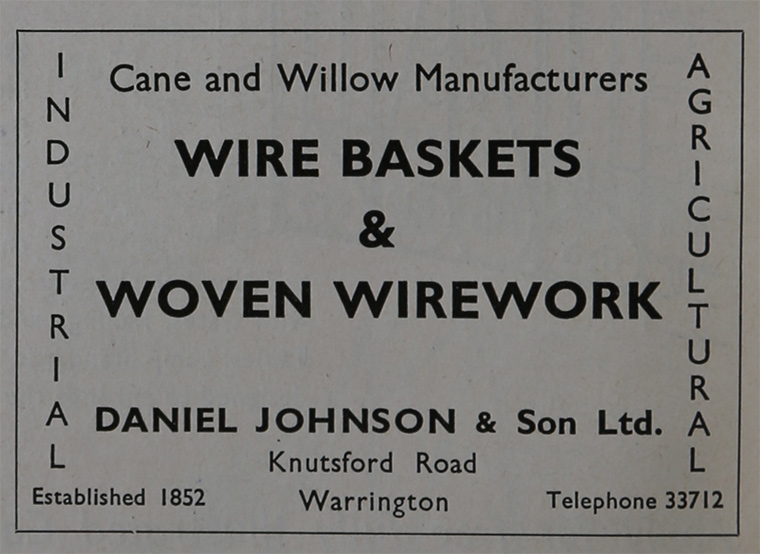 INDUSTRIAL
Cane and Willow Manufacturers
WIRE BASKETS
&
WOVEN WIREWORK
AGRICULTURAL
DANIEL JOHNSON & Son Ltd.
Knutsford Road
Established 1852
Warrington
Telephone 33712